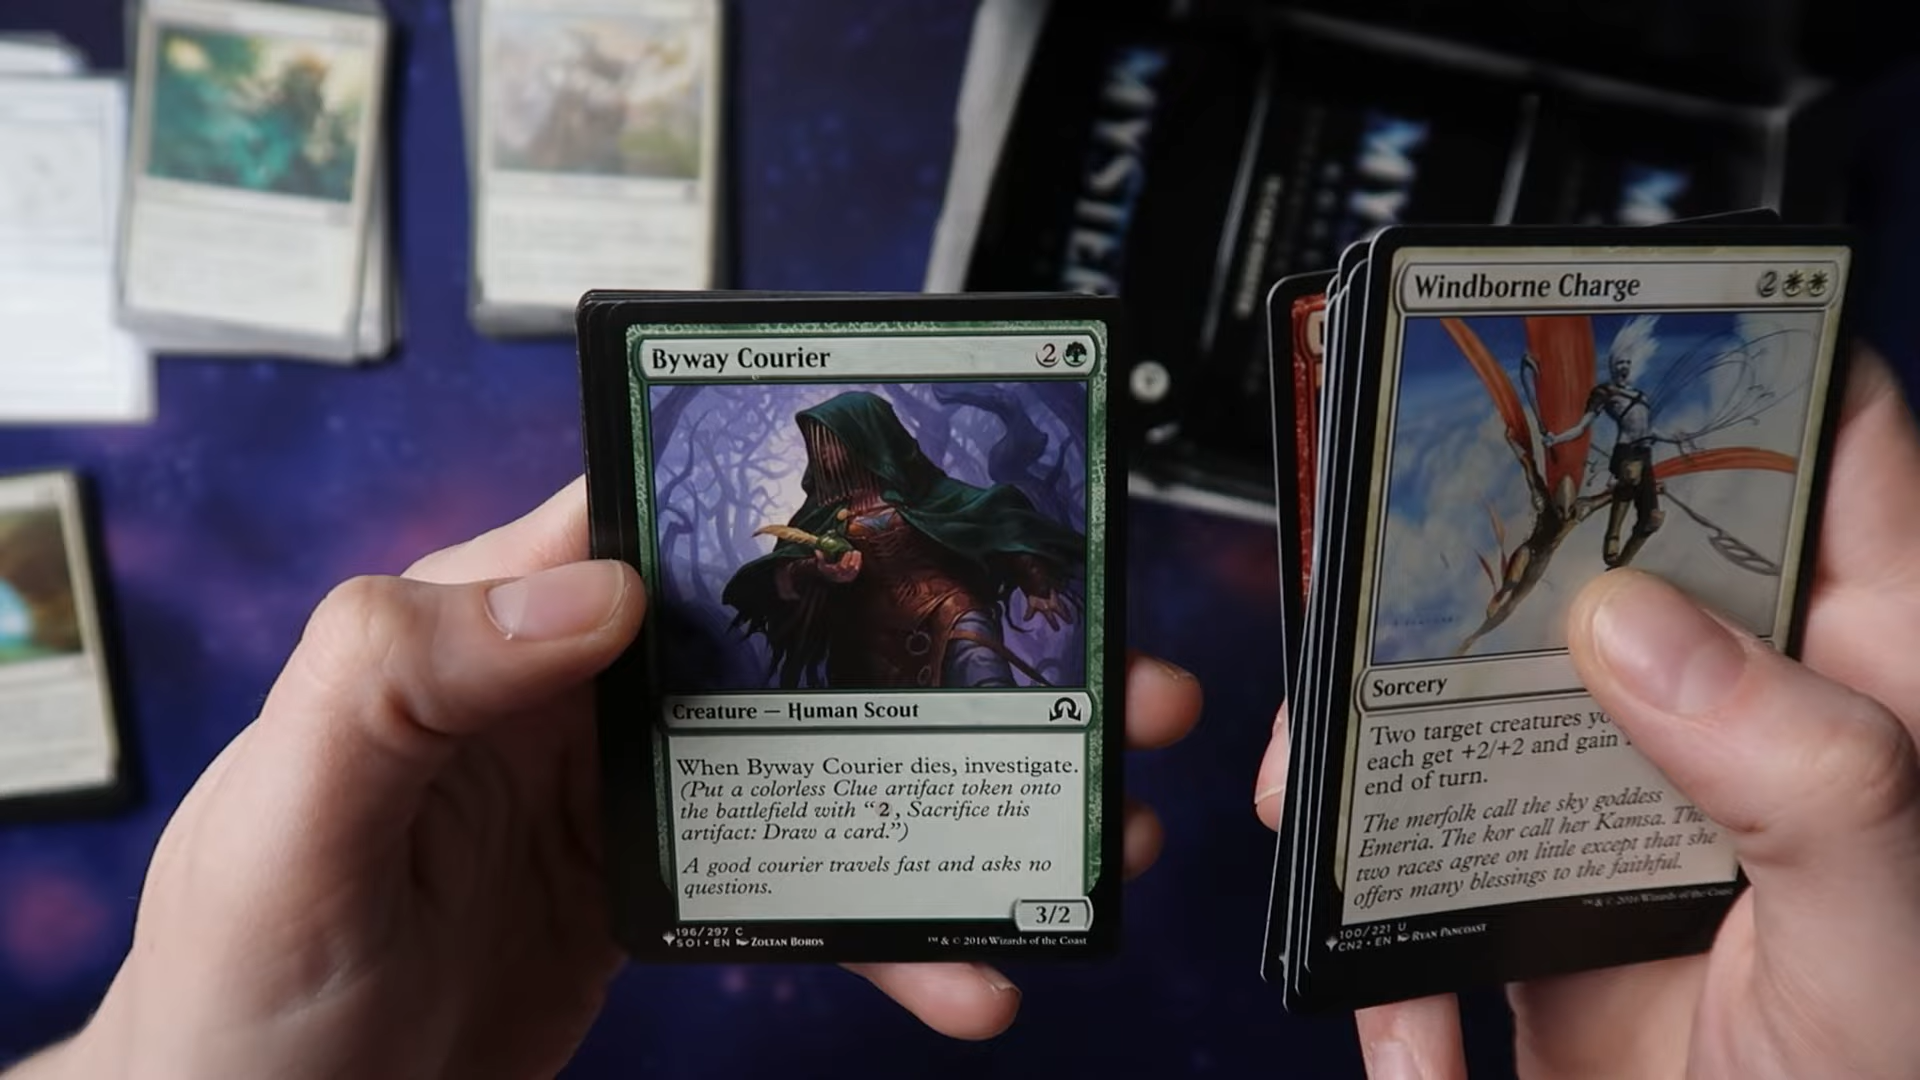 MYSTER
MY
M
Byway Courier
2
Creature — Human Scout
When Byway Courier dies, investigate.
(Put a colorless Clue artifact token onto
the battlefield with “2, Sacrifice this
artifact: Draw a card.”)
A good courier travels fast and asks no
questions.
3/2
196/297 C
SOI • EN ZOLTAN BOROS
™ & © 2016 Wizards of the Coast
Windborne Charge
2
Sorcery
Two target creatures yo
each get +2/+2 and gain
end of turn.
The merfolk call the sky goddess
Emeria. The kor call her Kamsa. The
two races agree on little except that she
offers many blessings to the faithful.
™ & © 2016 Wizards of the Coast
100/221 U
CN2 • EN RYAN PANCOAST